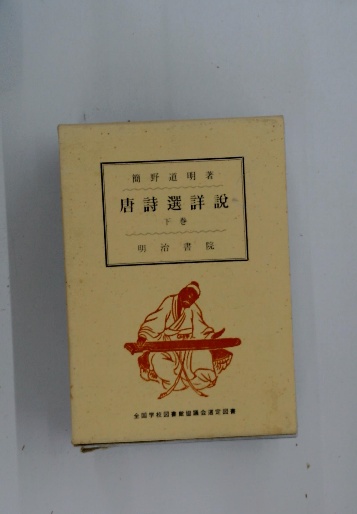 簡野道明著
唐詩選詳説
下巻
明治書院
全国学校図書館協議会選定図書